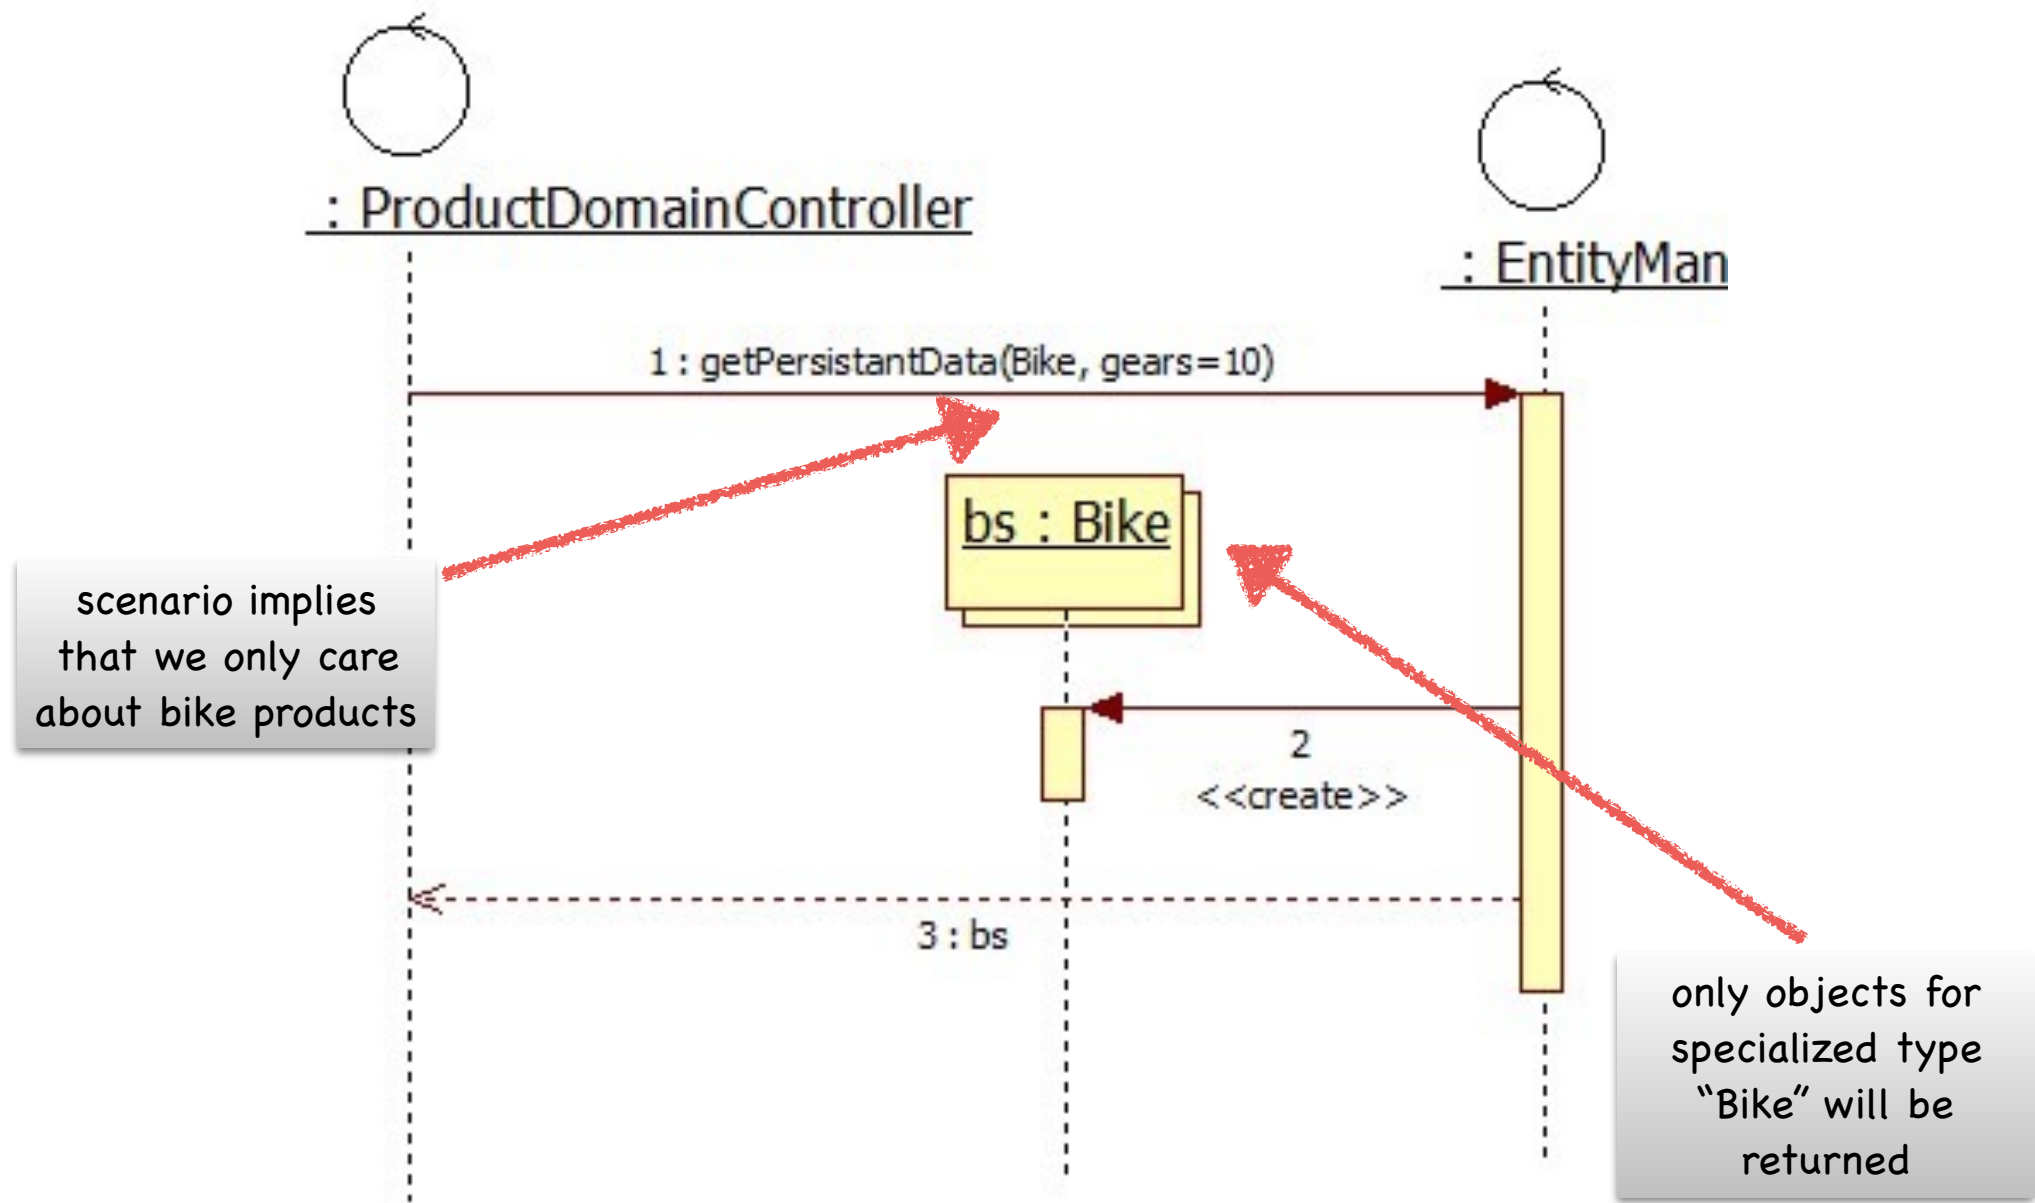 : ProductDomainController
: EntityMan
1 : getPersistantData(Bike, gears=10)
bs : Bike
scenario implies
that we only care
about bike products
2
<<create>>
3 : bs
only objects for
specialized type
“Bike” will be
returned